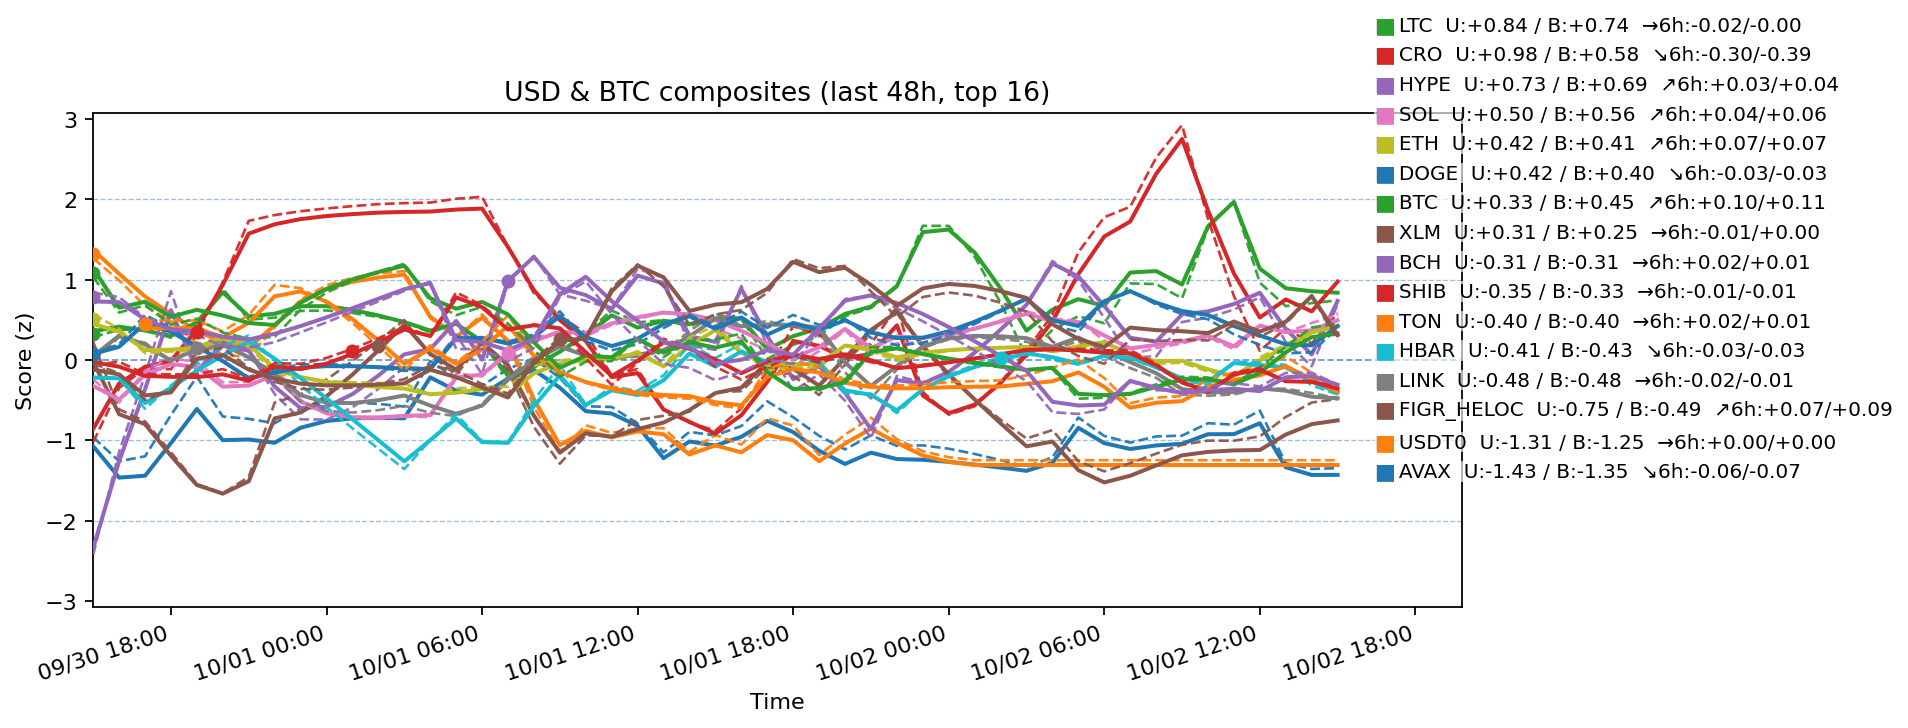 LTC U:+0.84 / B:+0.74 →6h:-0.02/-0.00
CRO U:+0.98 / B:+0.58 ↘6h:-0.30/-0.39
HYPE U:+0.73 / B:+0.69 ↗6h:+0.03/+0.04
SOL U:+0.50 / B:+0.56 ↗6h:+0.04/+0.06
ETH U:+0.42 / B:+0.41 ↗6h:+0.07/+0.07
DOGE U:+0.42 / B:+0.40 ↘6h:-0.03/-0.03
BTC U:+0.33 / B:+0.45 ↗6h:+0.10/+0.11
XLM U:+0.31 / B:+0.25 →6h:-0.01/+0.00
BCH U:-0.31 / B:-0.31 →6h:+0.02/+0.01
SHIB U:-0.35 / B:-0.33 →6h:-0.01/-0.01
TON U:-0.40 / B:-0.40 →6h:+0.02/+0.01
HBAR U:-0.41 / B:-0.43 ↘6h:-0.03/-0.03
LINK U:-0.48 / B:-0.48 →6h:-0.02/-0.01
FIGR_HELOC U:-0.75 / B:-0.49 ↗6h:+0.07/+0.09
USDT0 U:-1.31 / B:-1.25 →6h:+0.00/+0.00
AVAX U:-1.43 / B:-1.35 ↘6h:-0.06/-0.07
USD & BTC composites (last 48h, top 16)
Score (z)
3
2
1
0
−1
−2
−3
09/30 18:00
10/01 00:00
10/01 06:00
10/01 12:00
10/01 18:00
10/02 00:00
10/02 06:00
10/02 12:00
10/02 18:00
Time